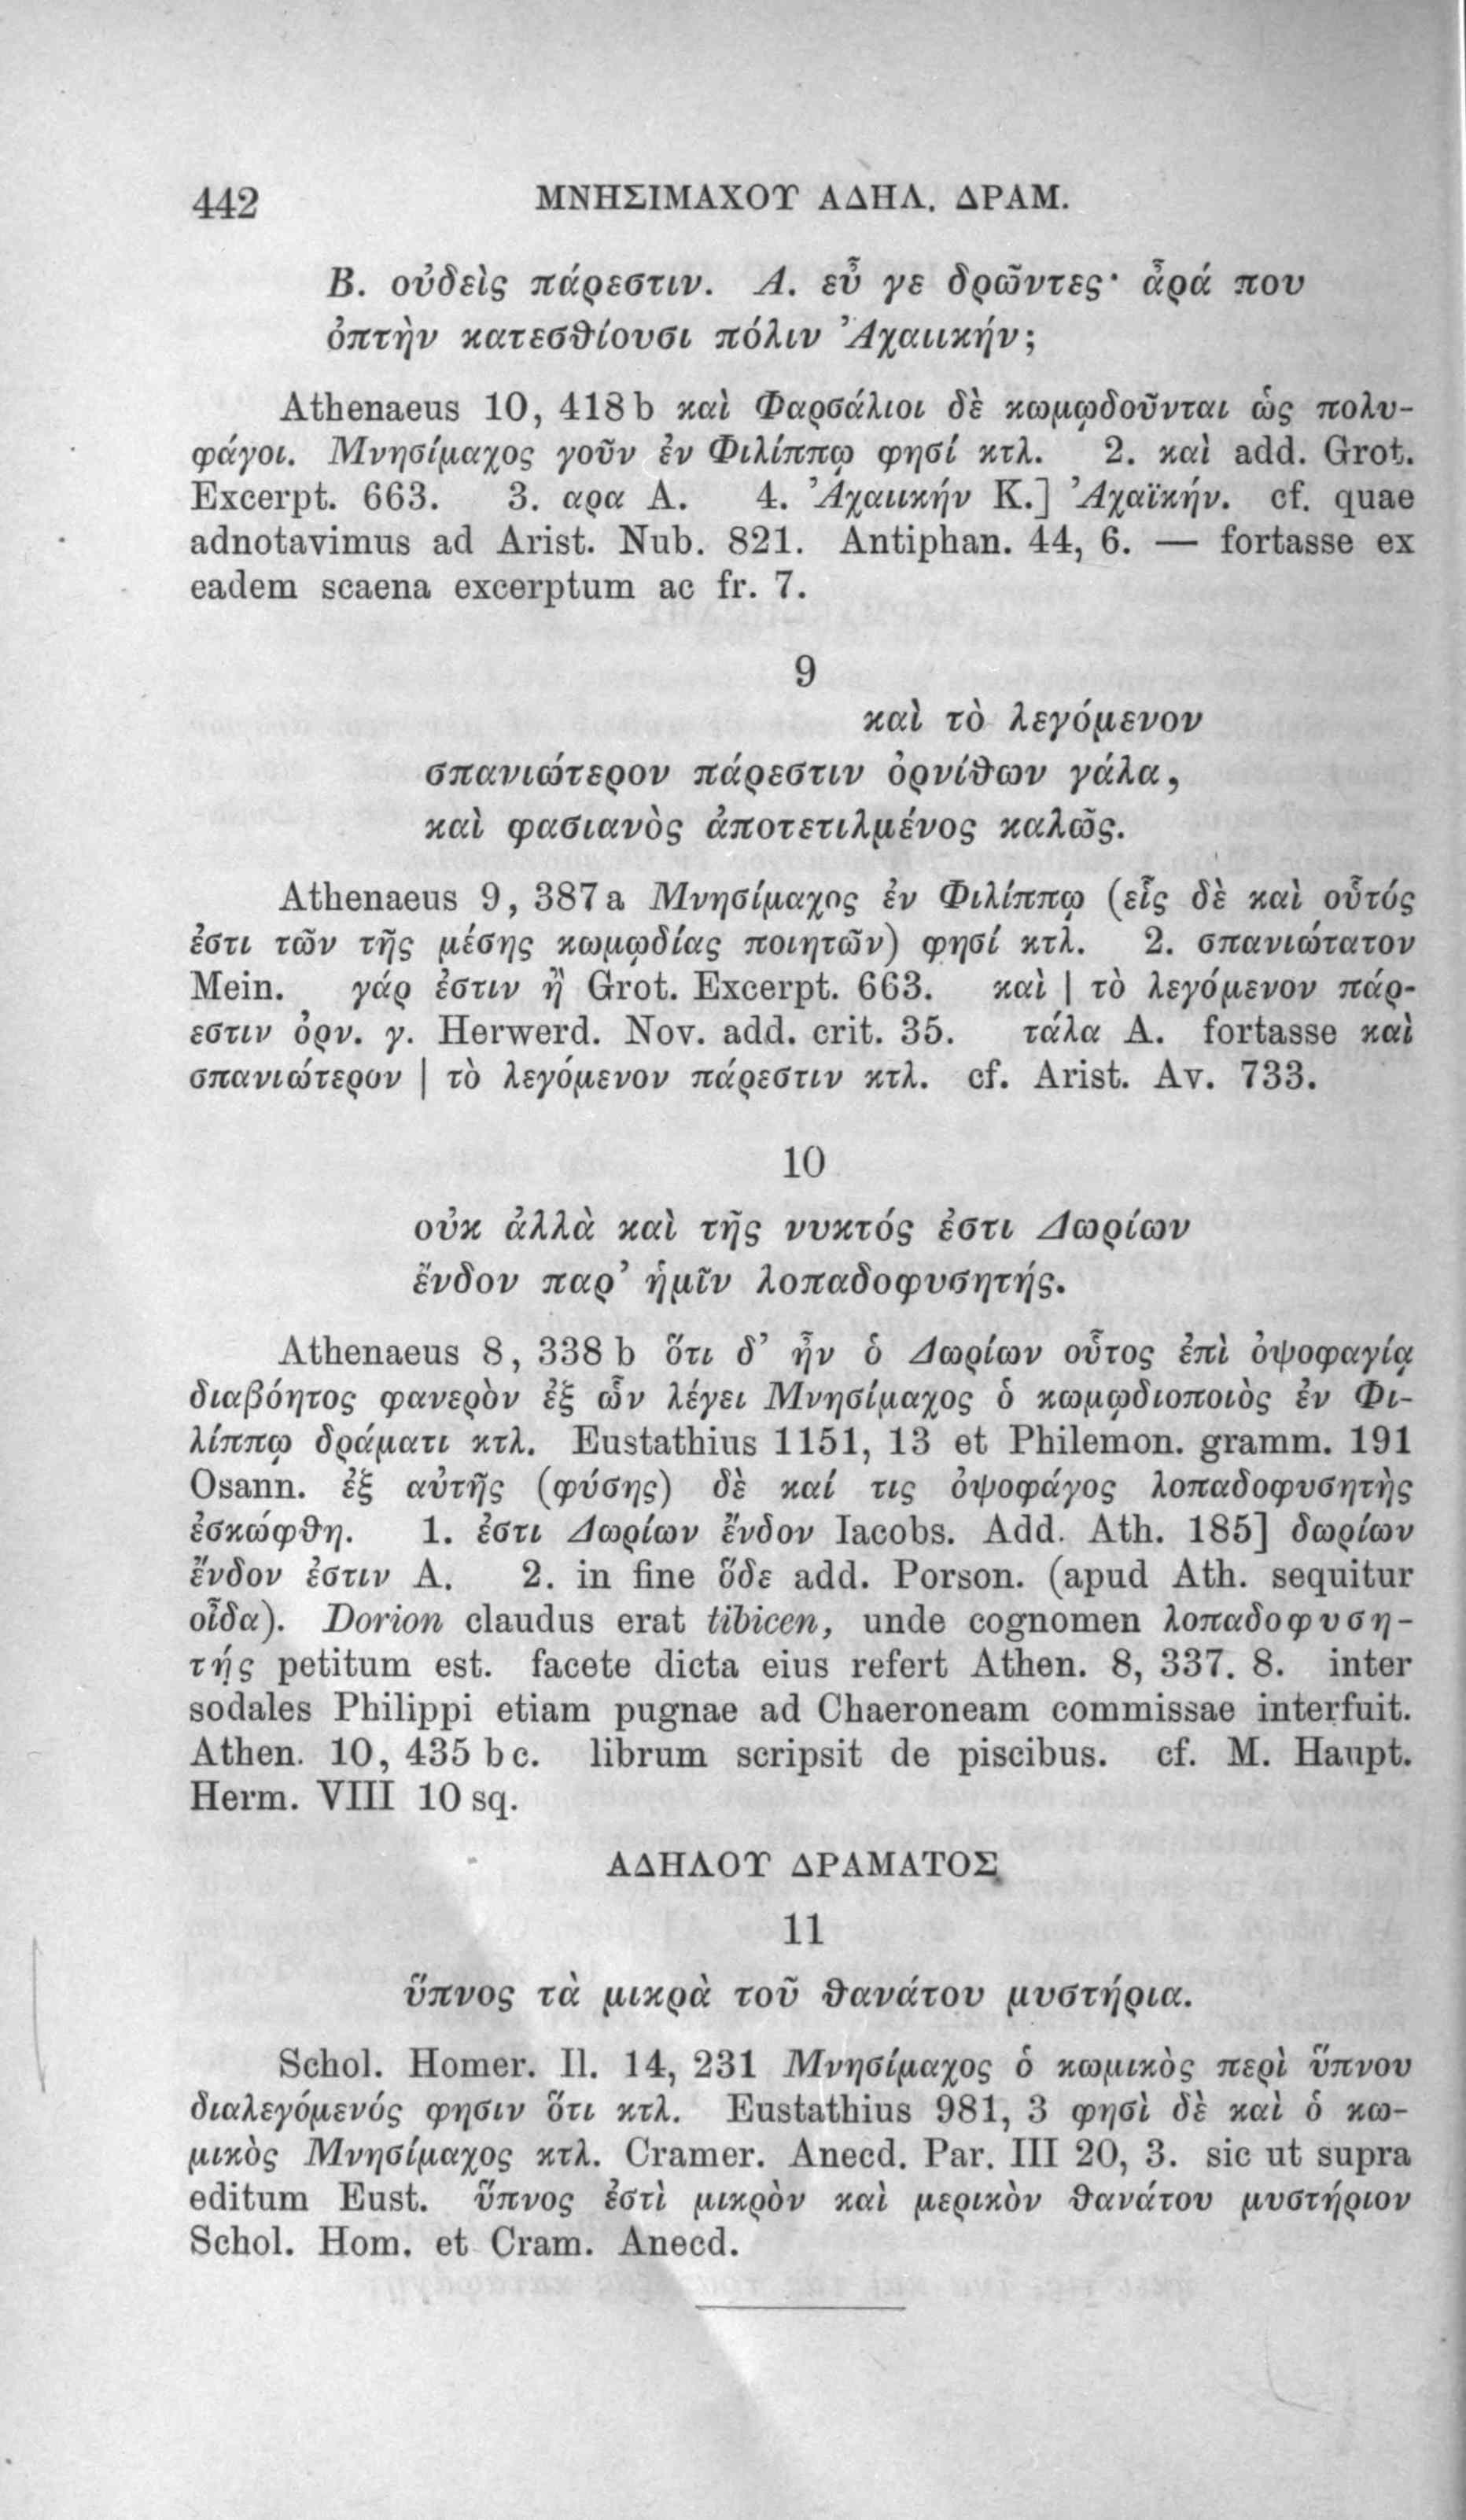 442 ΜΝΗΣΙΜΑΧΟΥ ΑΔΗΛ. ΔΡΑΜ.
Β. οὐδεὶς πάρεστιν. Α. εὖ γε δρῶντες· ἆρά που
ὀπτὴν κατεσθίουσι πόλιν Ἀχαιικήν;
Athenaeus 10, 418 b καὶ Φαρσάλιοι δὲ κωμῳδοῦνται ὡς πολυ-
φάγοι. Μνησίμαχος γοῦν ἐν Φιλίππῳ φησί κτλ. 2. καὶ add. Grot.
Excerpt. 663. 3. αρα A. 4. Ἀχαιικήν K.] Ἀχαϊκήν. cf. quae
adnotavimus ad Arist. Nub. 821. Antiphan. 44, 6. — fortasse ex
eadem scaena excerptum ac fr. 7.
9
καὶ τὸ λεγόμενον
σπανιώτερον πάρεστιν ὀρνίθων γάλα,
καὶ φασιανὸς ἀποτετιλμένος καλῶς.
Athenaeus 9, 387 a Μνησίμαχος ἐν Φιλίππῳ (εἷς δὲ καὶ οὗτός
ἐστι τῶν τῆς μέσης κωμῳδίας ποιητῶν) φησί κτλ. 2. σπανιώτατον
Mein. γάρ ἐστιν ἢ Grot. Excerpt. 663. καὶ | τὸ λεγόμενον πάρ-
εστιν ὀρν. γ. Herwerd. Nov. add. crit. 35. τάλα A. fortasse καὶ
σπανιώτερον | τὸ λεγόμενον πάρεστιν κτλ. cf. Arist. Av. 733.
10
οὐκ ἀλλὰ καὶ τῆς νυκτός ἐστι Δωρίων
ἔνδον παρ’ ἡμῖν λοπαδοφυσητής.
Athenaeus 8, 338 b ὅτι δ’ ἦν ὁ Δωρίων οὗτος ἐπὶ ὀψοφαγίᾳ
διαβόητος φανερὸν ἐξ ὧν λέγει Μνησίμαχος ὁ κωμῳδιοποιὸς ἐν Φι-
λίππῳ δράματι κτλ. Eustathius 1151, 13 et Philemon. gramm. 191
Osann. ἐξ αὐτῆς (φύσης) δὲ καί τις ὀψοφάγος λοπαδοφυσητὴς
ἐσκώφθη. 1. ἐστι Δωρίων ἔνδον Iacobs. Add. Ath. 185] δωρίων
ἔνδον ἐστιν A. 2. in fine ὅδε add. Porson. (apud Ath. sequitur
οἶδα). Dorion claudus erat tibicen, unde cognomen λοπαδοφυση-
τής petitum est. facete dicta eius refert Athen. 8, 337. 8. inter
sodales Philippi etiam pugnae ad Chaeroneam commissae interfuit.
Athen. 10, 435 b c. librum scripsit de piscibus. cf. M. Haupt.
Herm. VIII 10 sq.
ΑΔΗΛΟΥ ΔΡΑΜΑΤΟΣ
11
ὕπνος τὰ μικρὰ τοῦ θανάτου μυστήρια.
Schol. Homer. Il. 14, 231 Μνησίμαχος ὁ κωμικὸς περὶ ὕπνου
διαλεγόμενός φησιν ὅτι κτλ. Eustathius 981, 3 φησὶ δὲ καὶ ὁ κω-
μικὸς Μνησίμαχος κτλ. Cramer. Anecd. Par. III 20, 3. sic ut supra
editum Eust. ὕπνος ἐστὶ μικρὸν καὶ μερικὸν θανάτου μυστήριον
Schol. Hom. et Cram. Anecd.